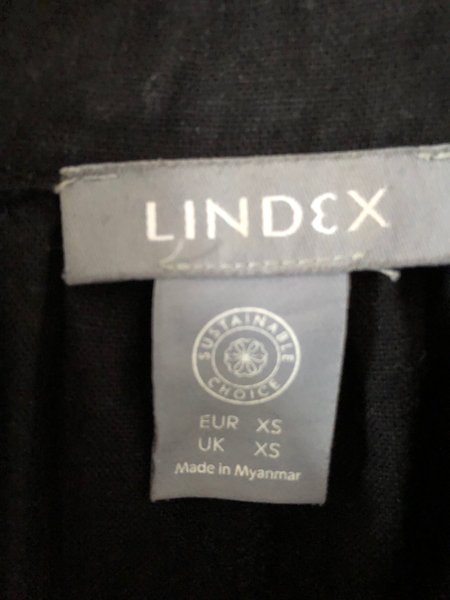 LINDEX
SUSTAINABLE
CHOICE
EUR XS
UK XS
Made in Myanmar